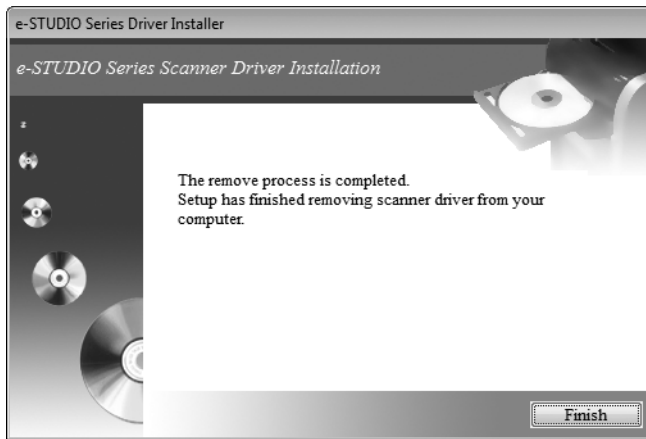 e-STUDIO Series Driver Installer
e-STUDIO Series Scanner Driver Installation
The remove process is completed.
Setup has finished removing scanner driver from your
computer.
Finish